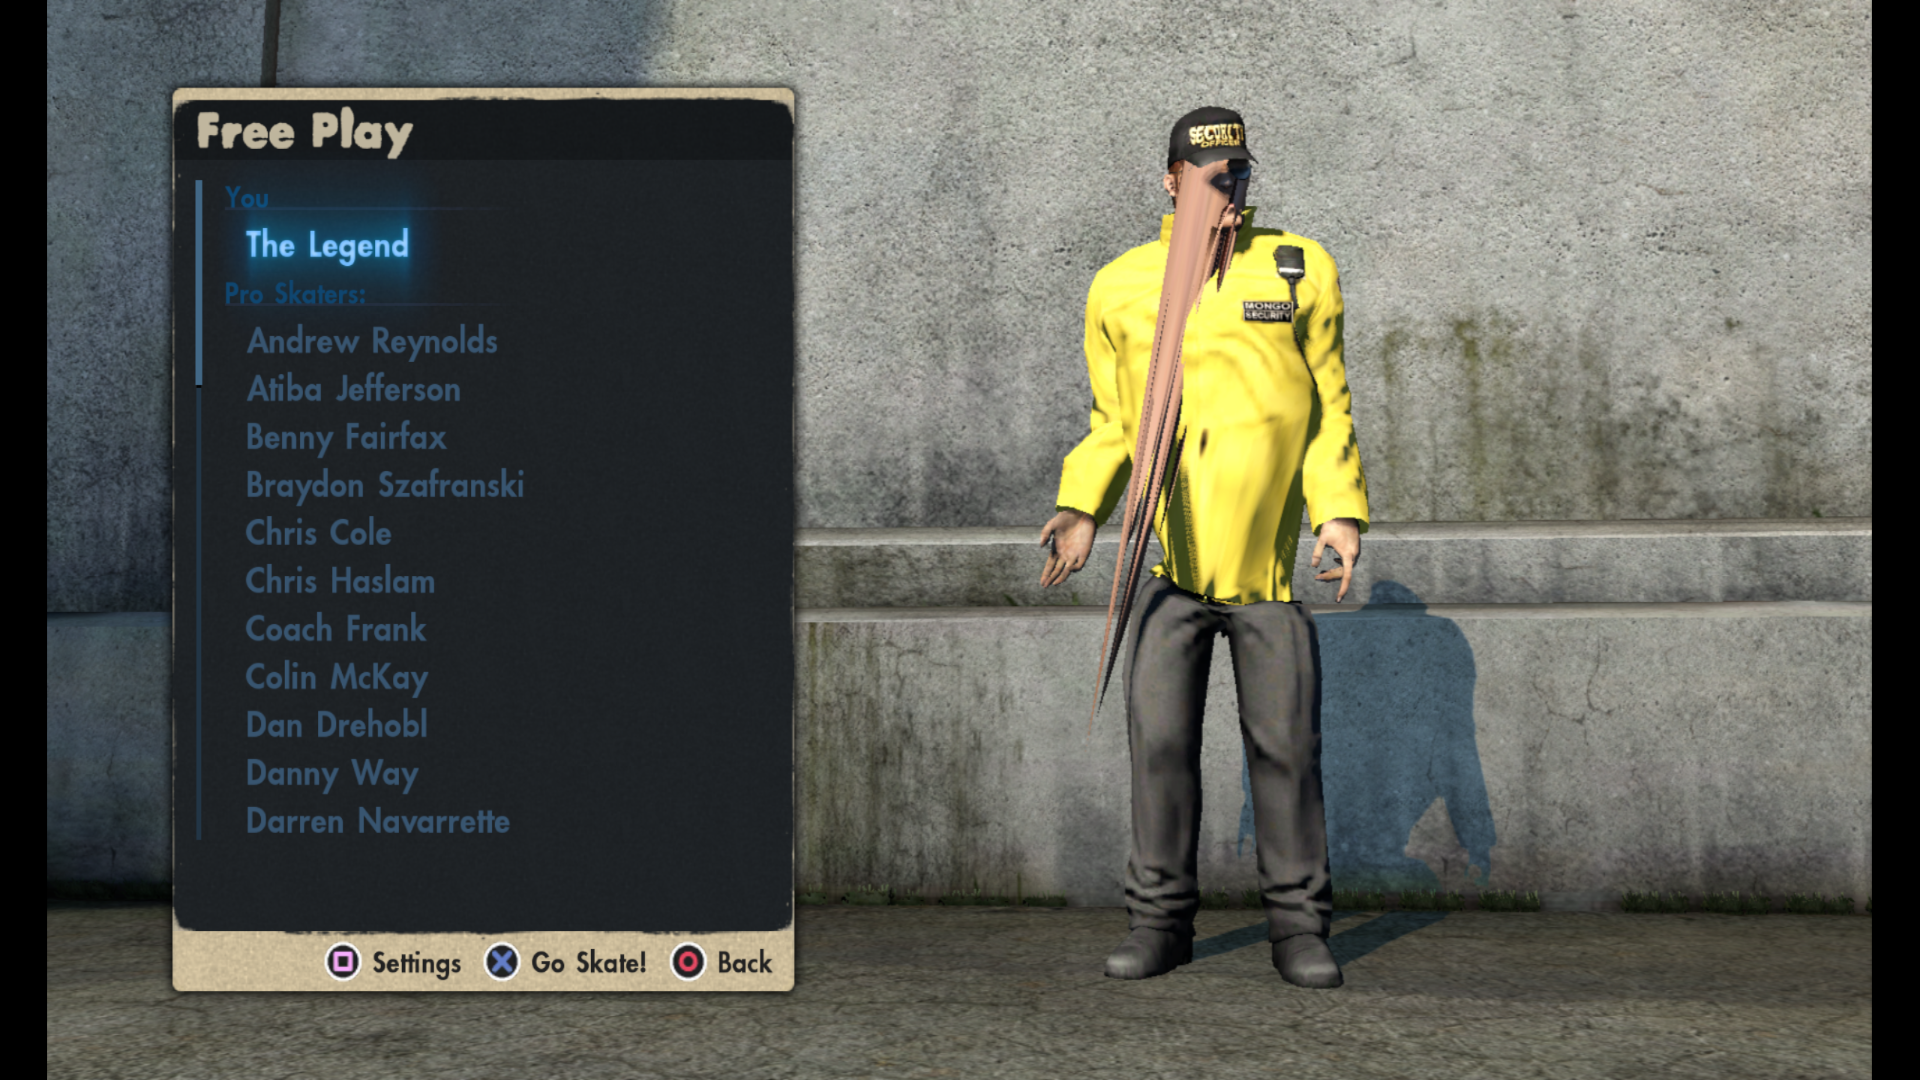 Free Play
You
The Legend
Pro Skaters:
Andrew Reynolds
Atiba Jefferson
Benny Fairfax
Braydon Szafranski
Chris Cole
Chris Haslam
Coach Frank
Colin McKay
Dan Drehobl
Danny Way
Darren Navarrette
Settings
Go Skate!
Back
SECURITY
OFFICER
MONGO
SECURITY